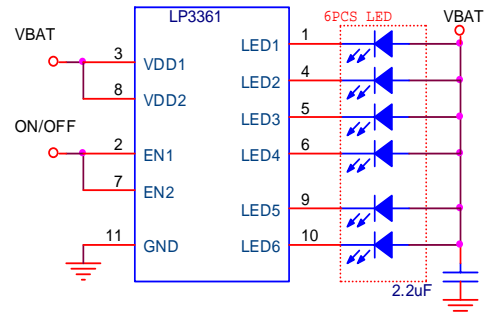 LP3361
6PCS LED
VBAT
VBAT
1
LED1
3
VDD1
4
LED2
8
VDD2
5
LED3
ON/OFF
2
EN1
6
LED4
7
EN2
9
LED5
11
GND
10
LED6
2.2uF